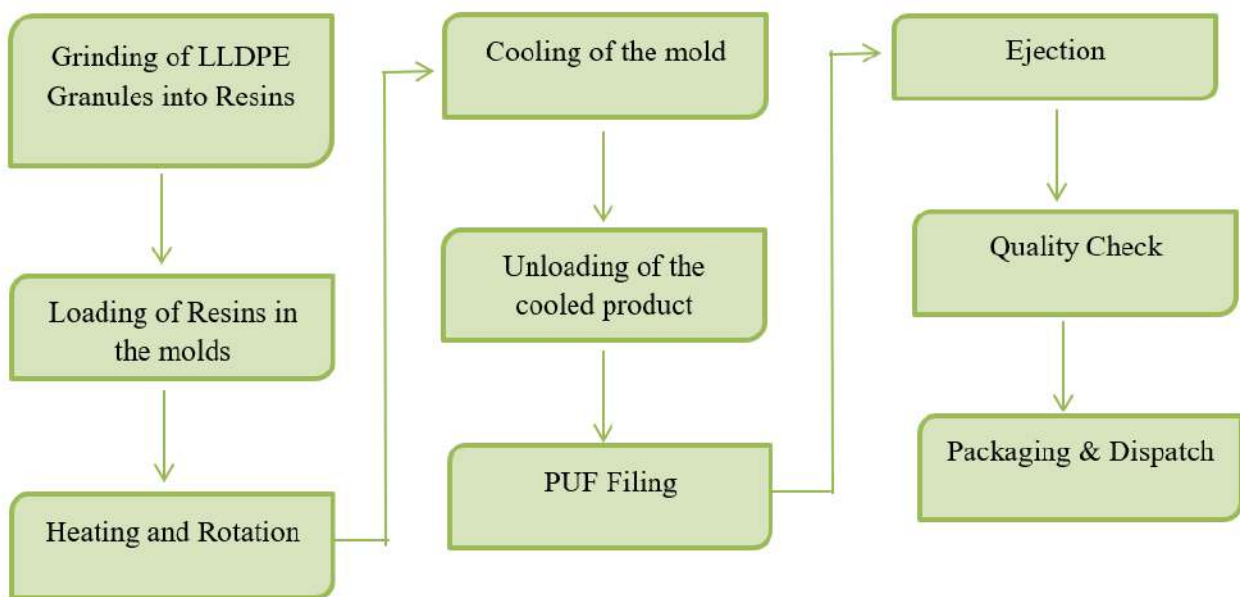 Grinding of LLDPE
Granules into Resins
Loading of Resins in
the molds
Heating and Rotation
Cooling of the mold
Unloading of the
cooled product
PUF Filing
Ejection
Quality Check
Packaging & Dispatch